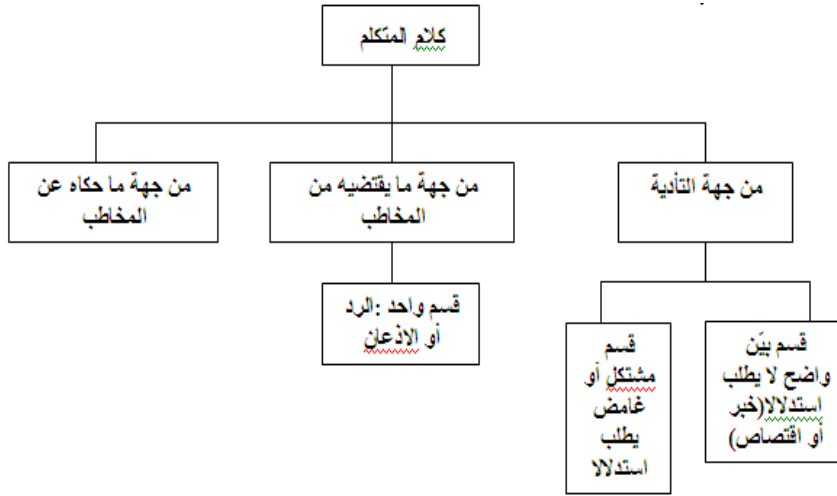 كلام المتكلم
من جهة التأدية
من جهة ما يقتضيه من
المخاطب
من جهة ما حكاه عن
المخاطب
قسم بيّن
واضح لا يطلب
استدلالا(خبر
أو اقتصاص)
قسم
مشتكل أو
غامض
يطلب
استدلالا
قسم واحد :الرد
أو الاذعان